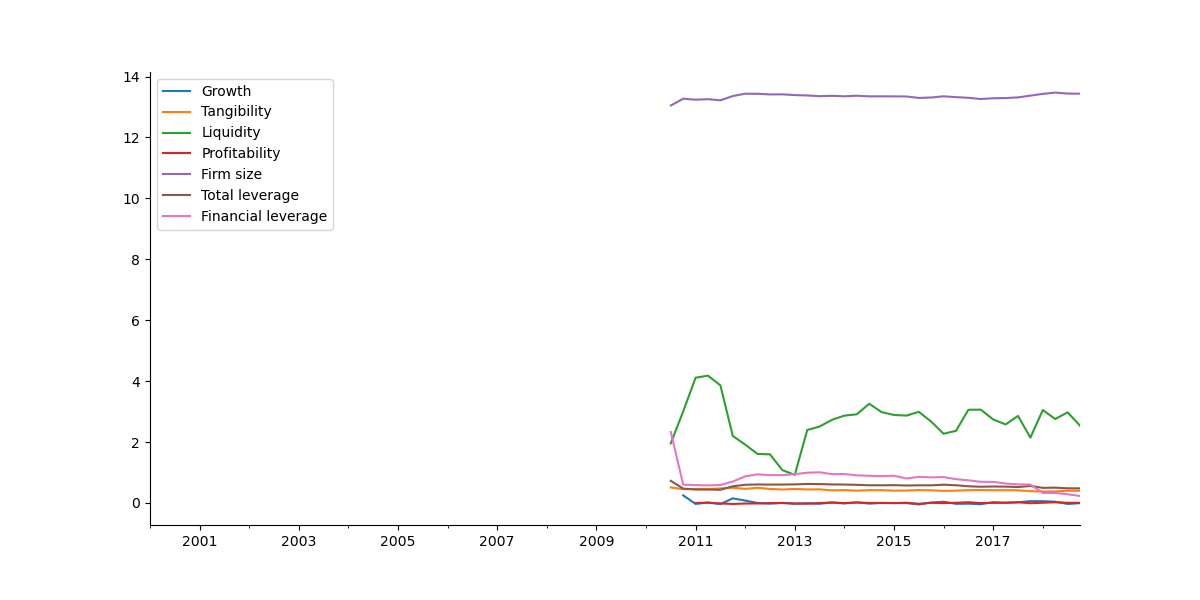 14
12
10
8
6
4
2
0
Growth
Tangibility
Liquidity
Profitability
Firm size
Total leverage
Financial leverage
2001 2003 2005 2007 2009 2011 2013 2015 2017